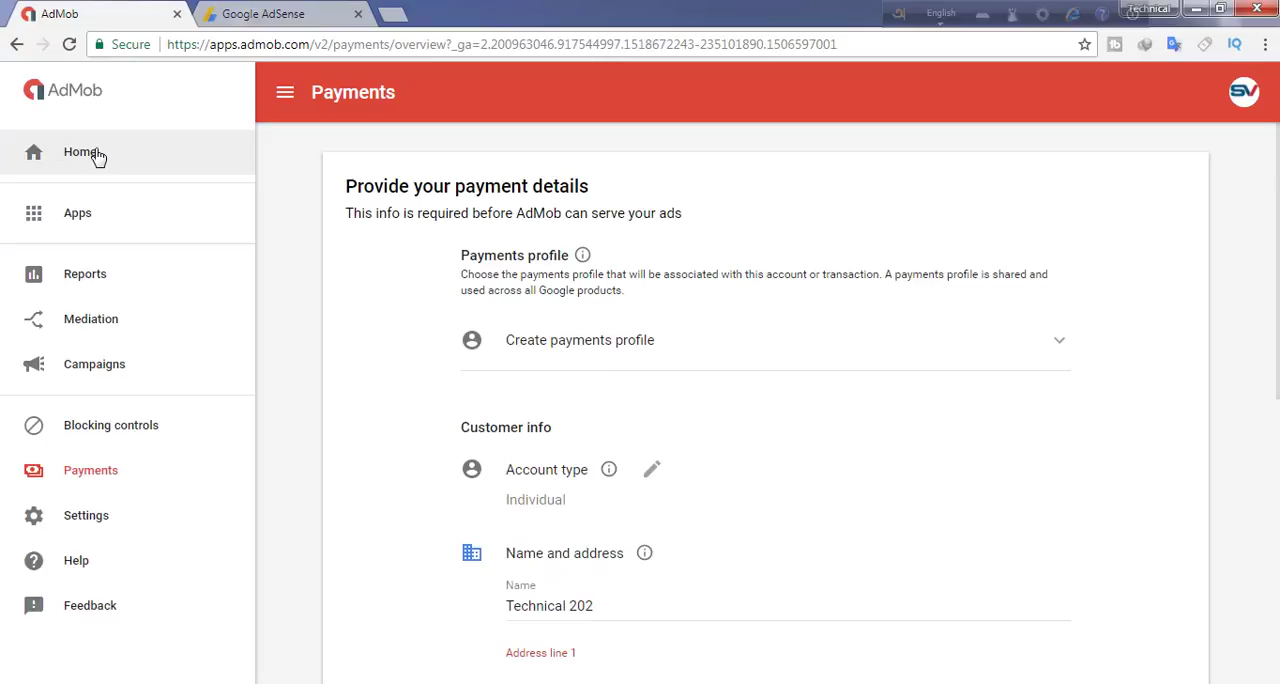 AdMob
Google AdSense
English
Technical
Secure
https://apps.admob.com/v2/payments/overview?_ga=2.200963046.917544997.1518672243-235101890.1506597001
IQ
AdMob
Payments
SV
Home
Apps
Reports
Mediation
Campaigns
Blocking controls
Payments
Settings
Help
Feedback
Provide your payment details
This info is required before AdMob can serve your ads
Payments profile
Choose the payments profile that will be associated with this account or transaction. A payments profile is shared and
used across all Google products.
Create payments profile
Customer info
Account type
Individual
Name and address
Name
Technical 202
Address line 1